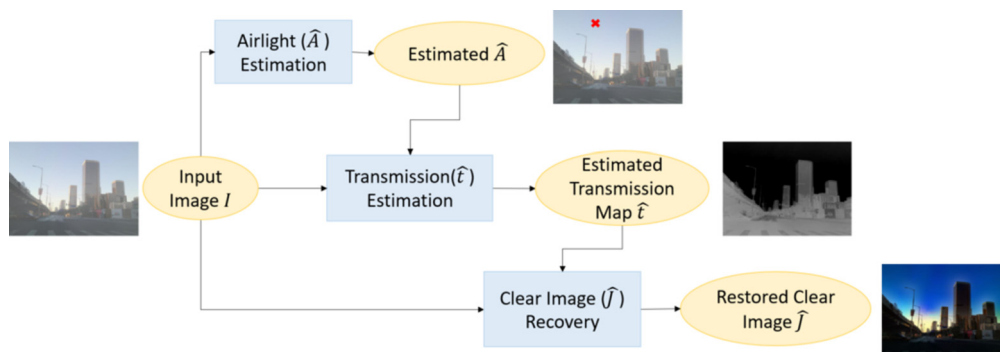 Airlight (Â)
Estimation
Estimated Â
Input
Image I
Transmission(t̂)
Estimation
Estimated
Transmission
Map t̂
Clear Image (Ĵ)
Recovery
Restored Clear
Image Ĵ